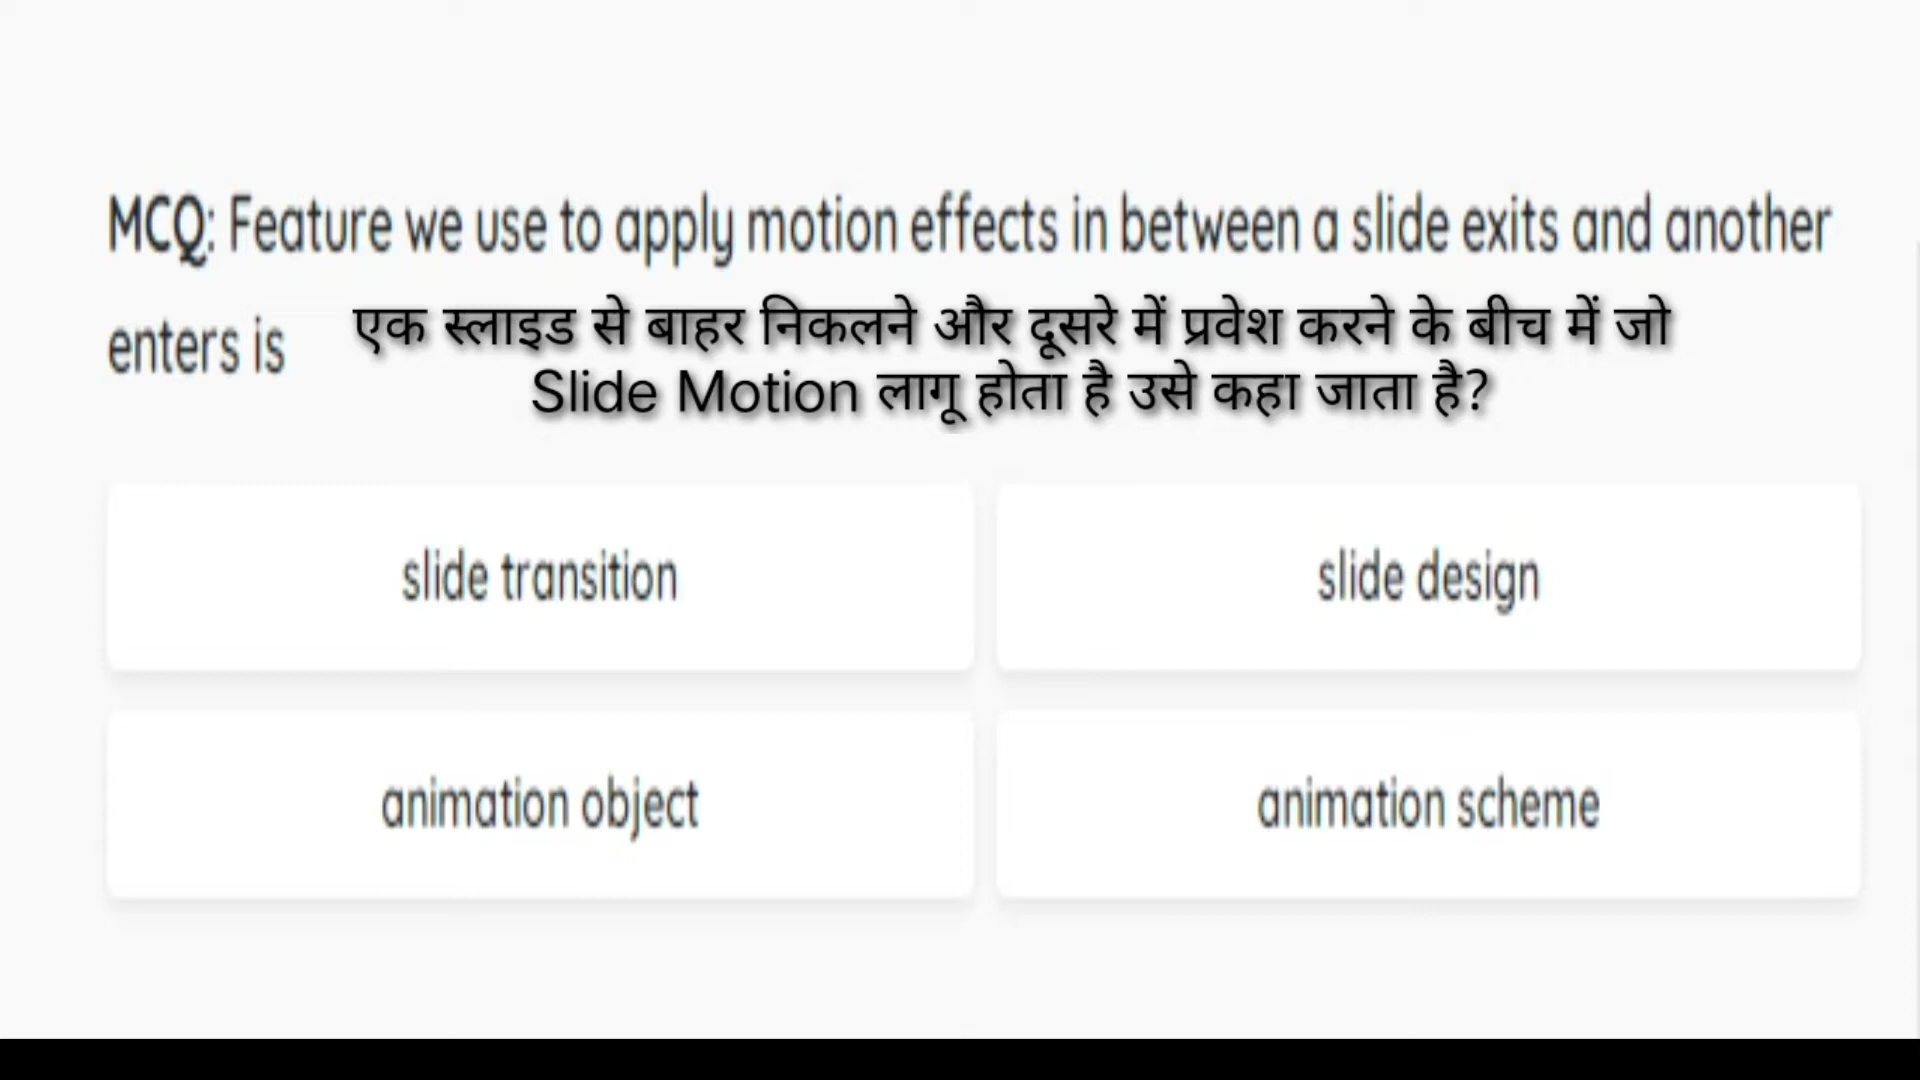 MCQ: Feature we use to apply motion effects in between a slide exits and another
enters is
एक स्लाइड से बाहर निकलने और दूसरे में प्रवेश करने के बीच में जो
Slide Motion लागू होता है उसे कहा जाता है?
slide transition
slide design
animation object
animation scheme